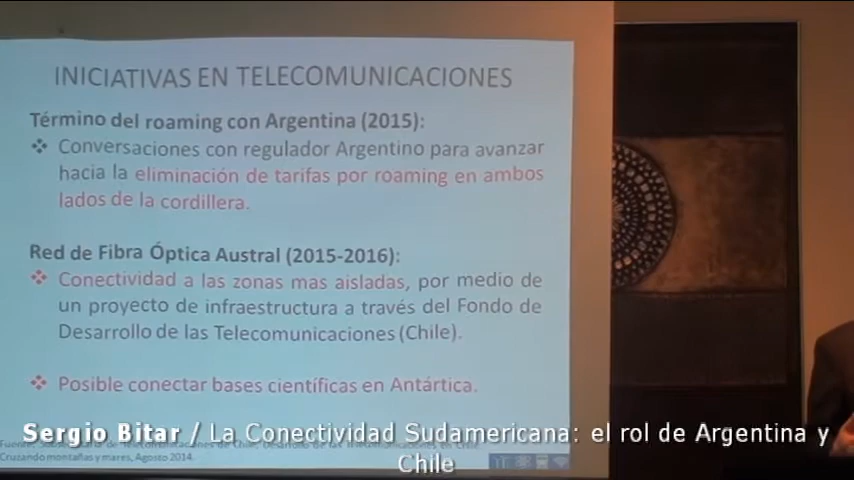 INICIATIVAS EN TELECOMUNICACIONES
Término del roaming con Argentina (2015):
❖ Conversaciones con regulador Argentino para avanzar
hacia la eliminación de tarifas por roaming en ambos
lados de la cordillera.
Red de Fibra Óptica Austral (2015-2016):
❖ Conectividad a las zonas mas aisladas, por medio de
un proyecto de infraestructura a través del Fondo de
Desarrollo de las Telecomunicaciones (Chile).
❖ Posible conectar bases científicas en Antártica.
Sergio Bitar / La Conectividad Sudamericana: el rol de Argentina y
Chile
Cruzando montañas y mares, Agosto 2014.